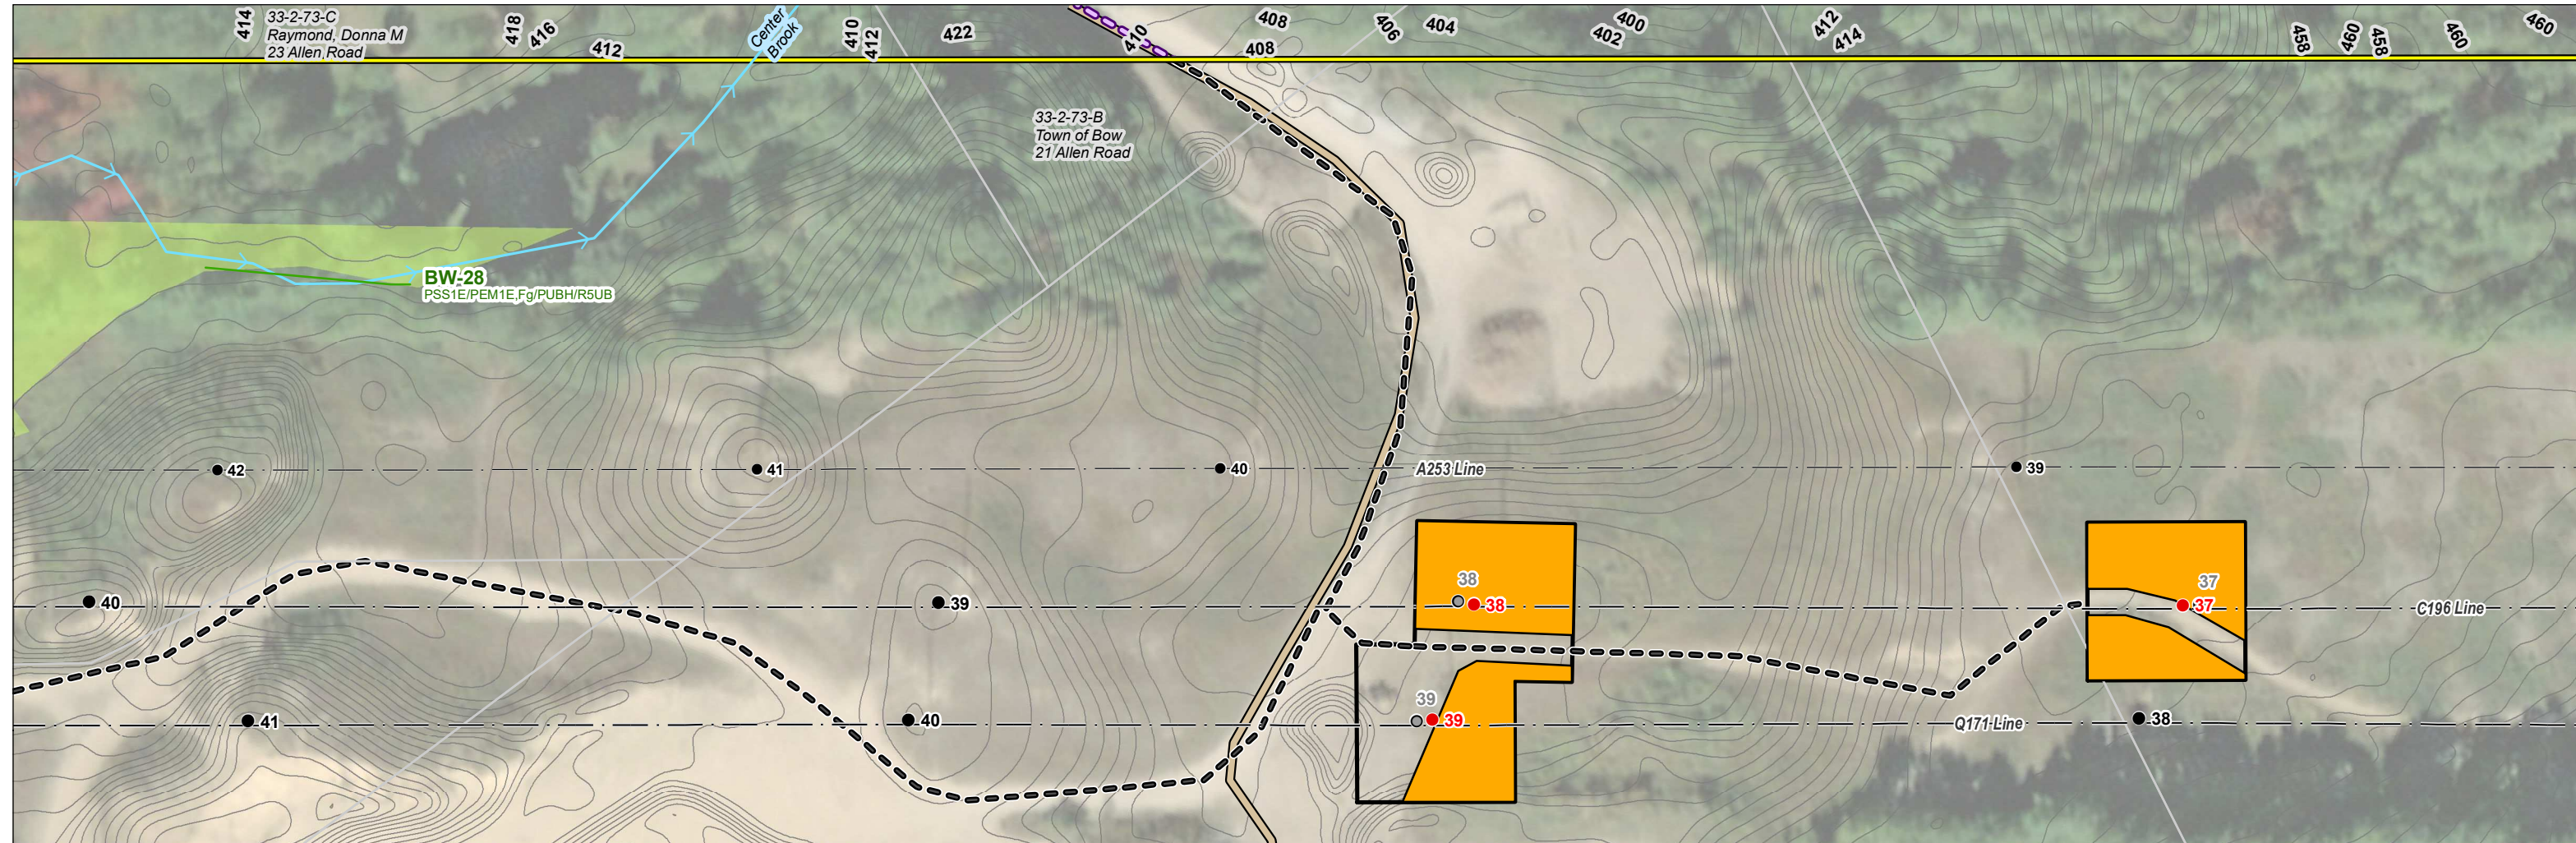 414
33-2-73-C
Raymond, Donna M
23 Allen Road
418
416
412
Center
Brook
410
412
422
410
408
408
406
404
400
402
412
414
458
460
458
460
460
33-2-73-B
Town of Bow
21 Allen Road
BW-28
PSS1E/PEM1E,Fg/PUBH/R5UB
42
41
40
A253 Line
39
40
39
38
38
37
37
C196 Line
41
40
39
39
Q171 Line
38